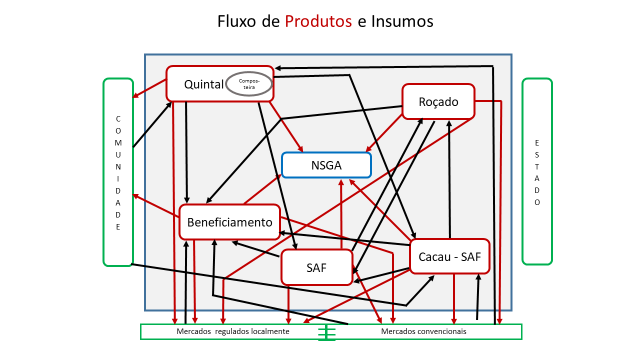 Fluxo de Produtos e Insumos
Quintal
Compos-
teira
Roçado
C
O
M
U
N
I
D
A
D
E
E
S
T
A
D
O
NSGA
Beneficiamento
SAF
Cacau - SAF
Mercados regulados localmente
Mercados convencionais